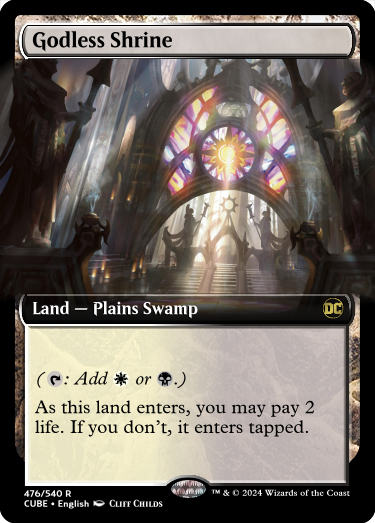 Godless Shrine
Land — Plains Swamp
DC
( : Add or .)
As this land enters, you may pay 2
life. If you don't, it enters tapped.
476/540 R
CUBE • English Cliff Childs
™ & © 2024 Wizards of the Coast